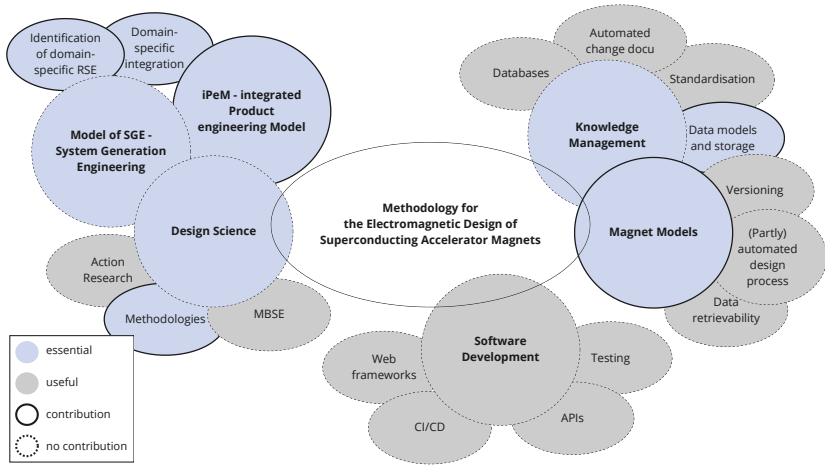 Identification
of domain-
specific RSE
Domain-
specific
integration
iPeM - integrated
Product
engineering Model
Model of SGE -
System Generation
Engineering
Design Science
Action
Research
Methodologies
MBSE
Methodology for
the Electromagnetic Design of
Superconducting Accelerator Magnets
Automated
change docu
Databases
Standardisation
Knowledge
Management
Data models
and storage
Versioning
Magnet Models
(Partly)
automated
design
process
Data
retrievability
Software
Development
Web
frameworks
Testing
CI/CD
APIs
essential
useful
contribution
no contribution